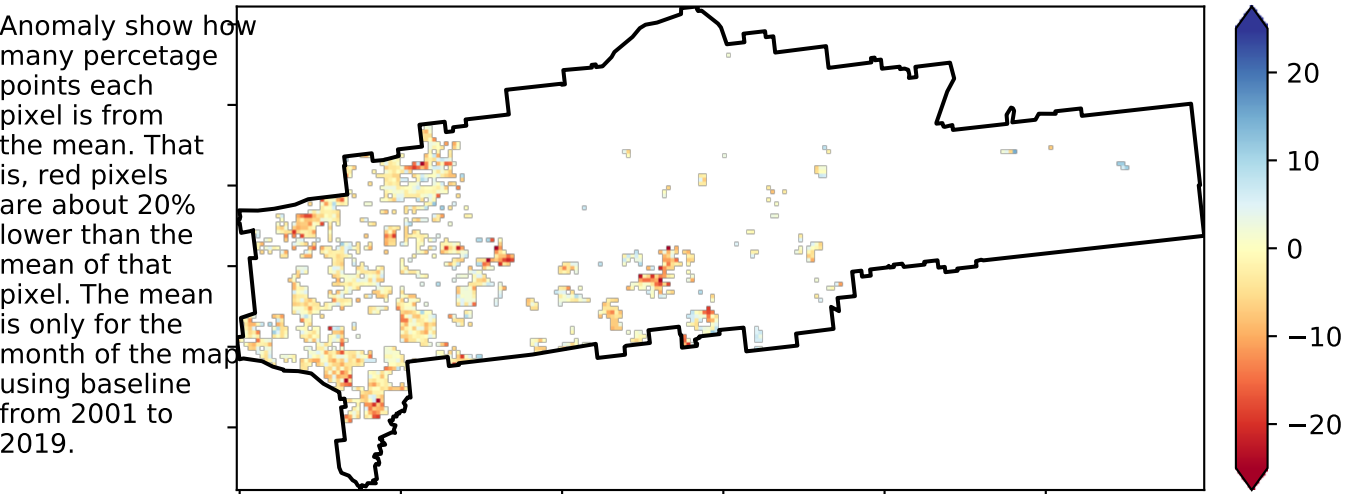 Anomaly show how
many percetage
points each
pixel is from
the mean. That
is, red pixels
are about 20%
lower than the
mean of that
pixel. The mean
is only for the
month of the map
using baseline
from 2001 to
2019.
20
10
0
−10
−20